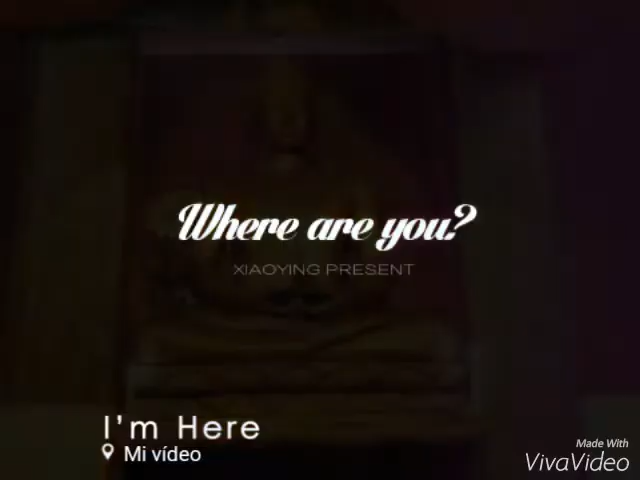 Where are you?
XIAOYING PRESENT
I'm Here
Mi vídeo
Made With
VivaVideo